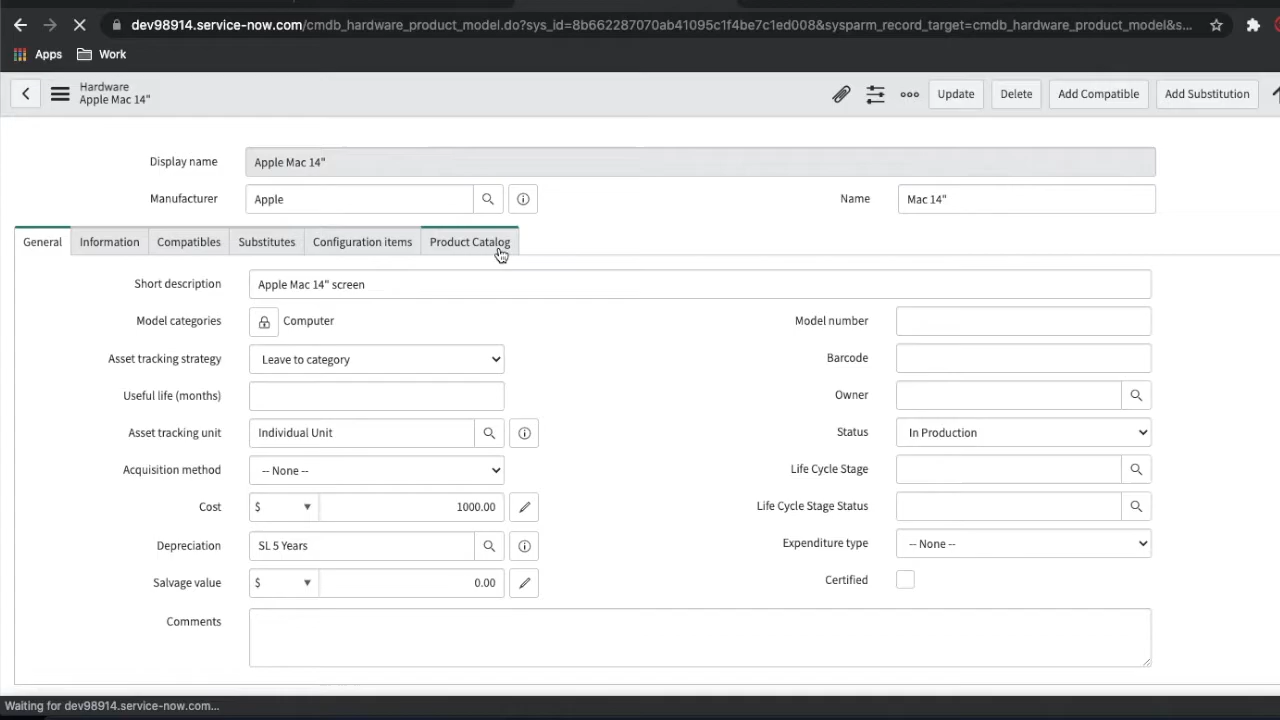 dev98914.service-now.com/cmdb_hardware_product_model.do?sys_id=8b662287070ab41095c1f4be7c1ed008&sysparm_record_target=cmdb_hardware_product_model&s...
Apps Work
Hardware
Apple Mac 14"
Update Delete Add Compatible Add Substitution
Display name Apple Mac 14"
Manufacturer Apple Name Mac 14"
General Information Compatibles Substitutes Configuration items Product Catalog
Short description Apple Mac 14" screen
Model categories Computer Model number
Asset tracking strategy Leave to category Barcode
Useful life (months) Owner
Asset tracking unit Individual Unit Status In Production
Acquisition method -- None -- Life Cycle Stage
Cost $ 1000.00 Life Cycle Stage Status
Depreciation SL 5 Years Expenditure type -- None --
Salvage value $ 0.00 Certified
Comments
Waiting for dev98914.service-now.com...